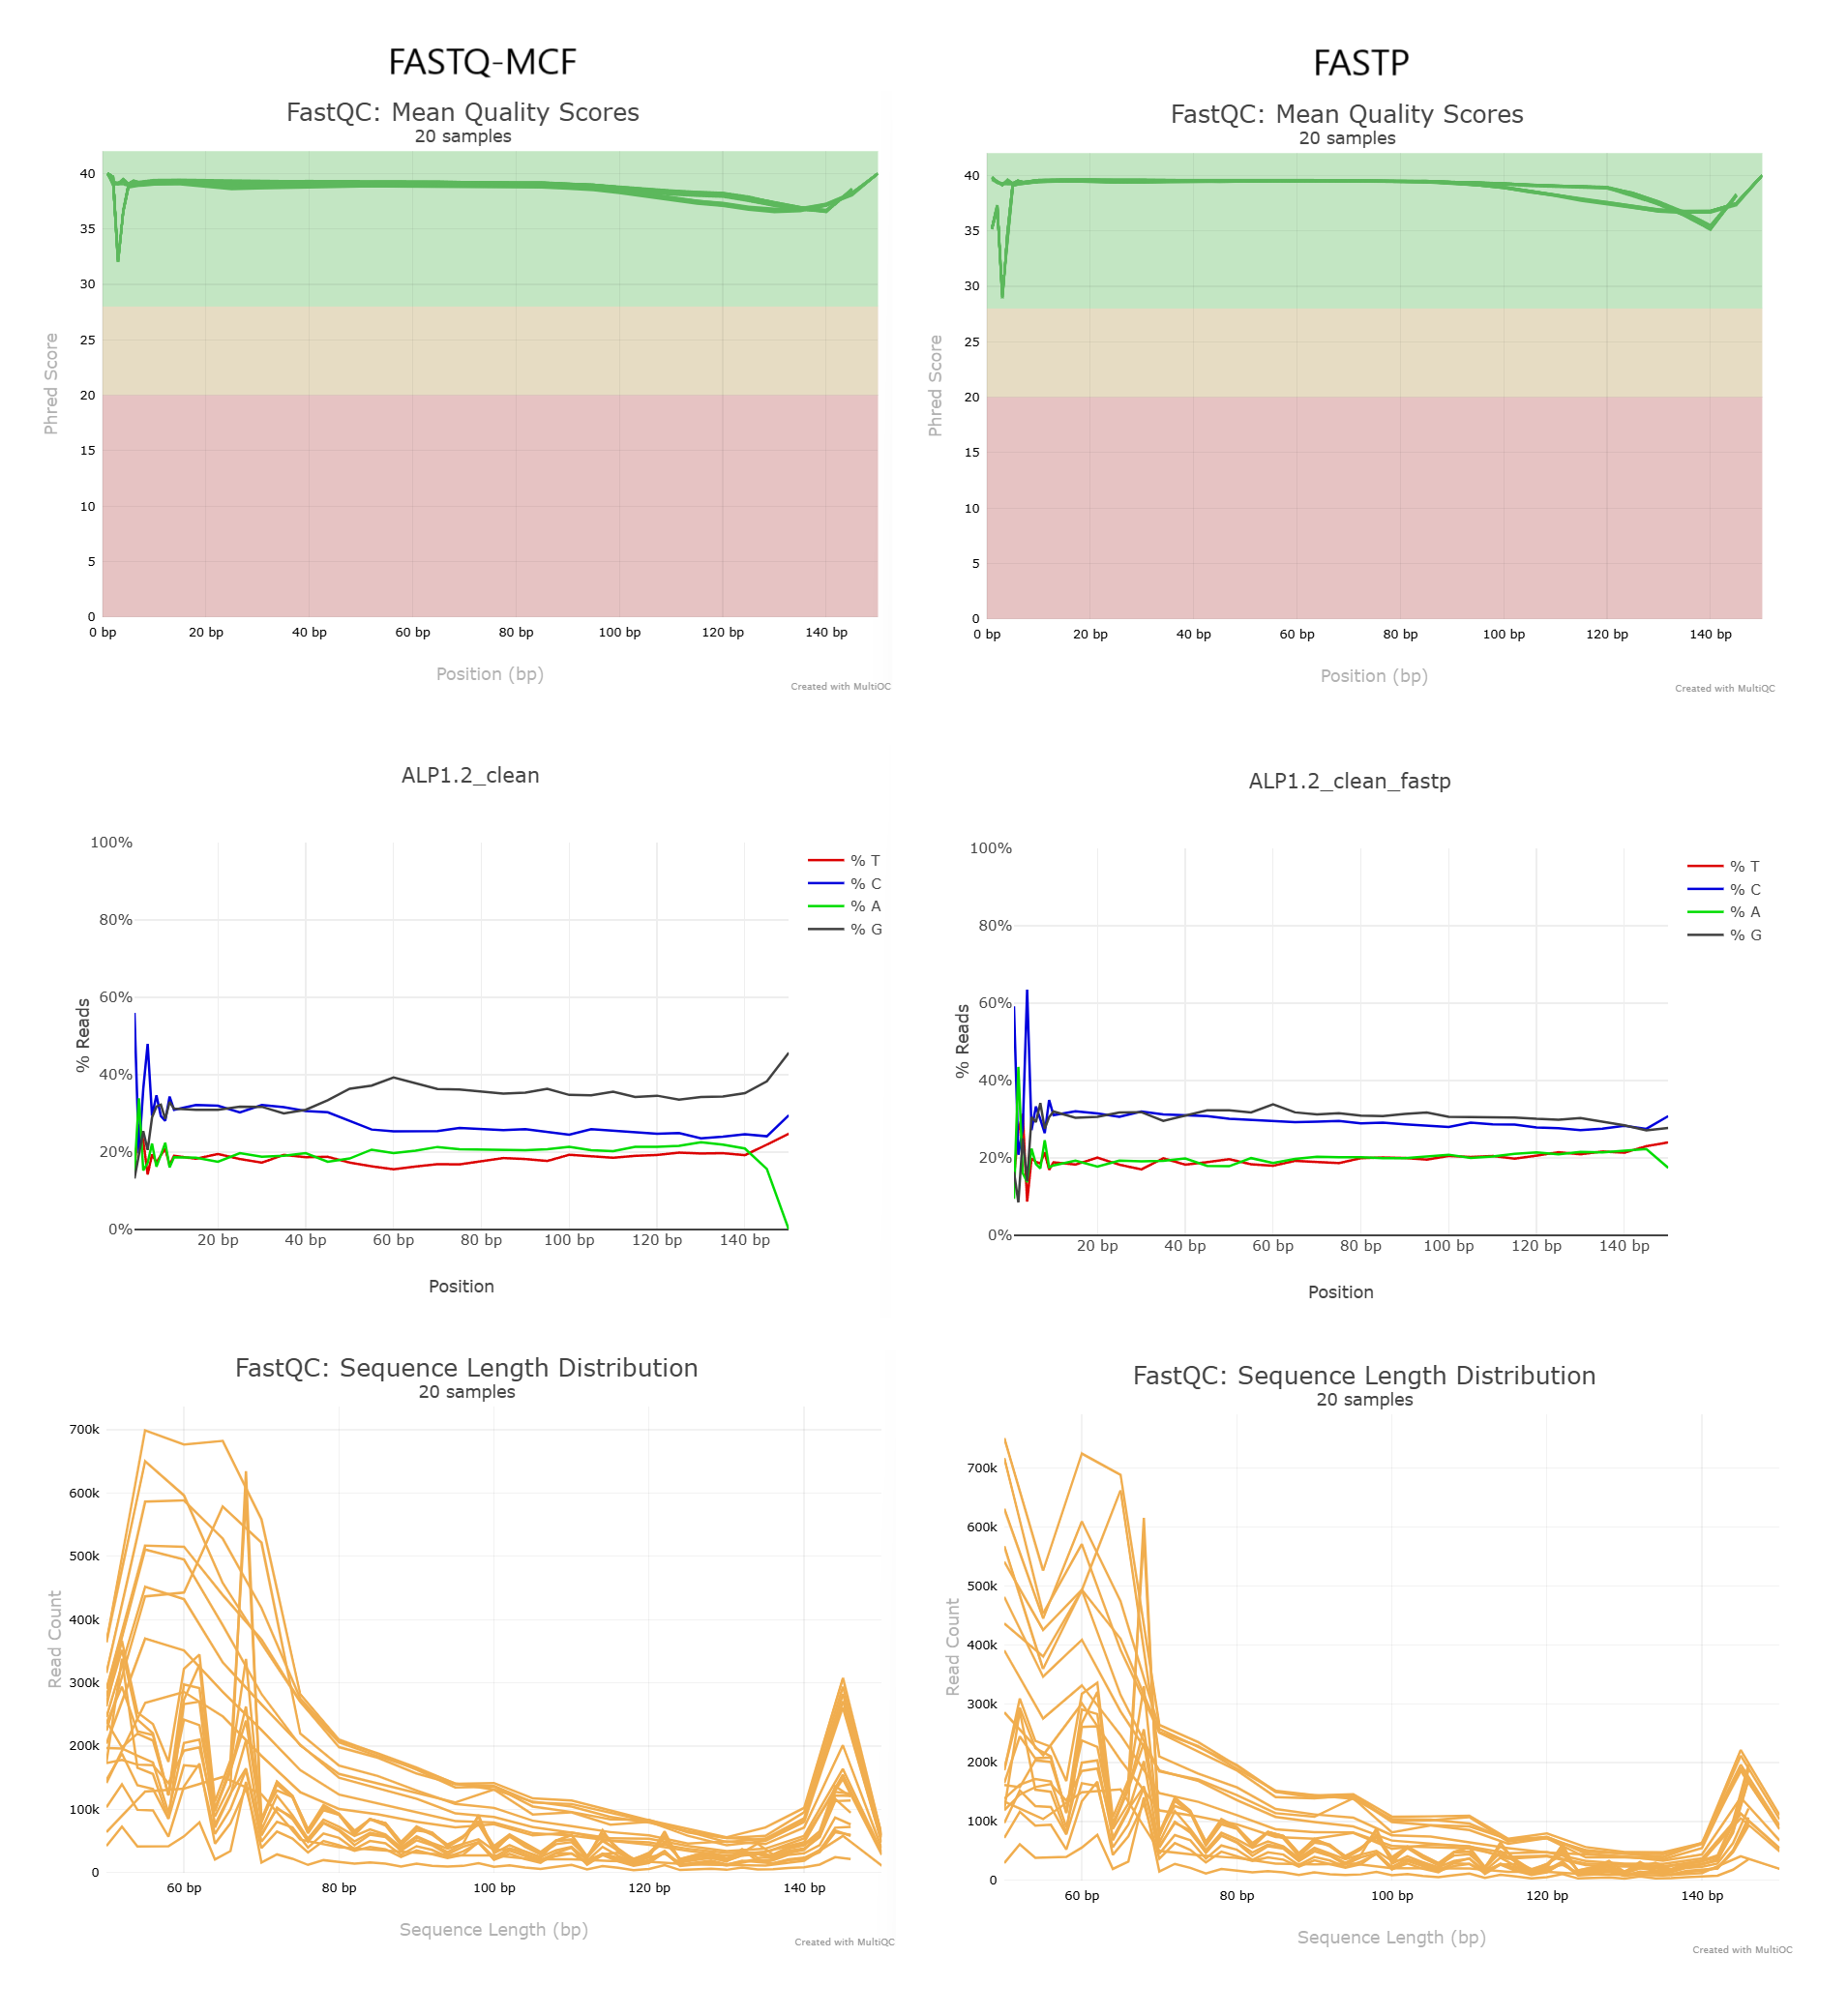 FASTQ-MCF
FastQC: Mean Quality Scores
20 samples
40
35
30
25
20
15
10
5
0
Phred Score
0 bp
20 bp
40 bp
60 bp
80 bp
100 bp
120 bp
140 bp
Position (bp)
Created with MultiQC
FASTP
FastQC: Mean Quality Scores
20 samples
40
35
30
25
20
15
10
5
0
Phred Score
0 bp
20 bp
40 bp
60 bp
80 bp
100 bp
120 bp
140 bp
Position (bp)
Created with MultiQC
ALP1.2_clean
100%
80%
60%
40%
20%
0%
% Reads
% T
% C
% A
% G
20 bp
40 bp
60 bp
80 bp
100 bp
120 bp
140 bp
Position
ALP1.2_clean_fastp
100%
80%
60%
40%
20%
0%
% Reads
% T
% C
% A
% G
20 bp
40 bp
60 bp
80 bp
100 bp
120 bp
140 bp
Position
FastQC: Sequence Length Distribution
20 samples
700k
600k
500k
400k
300k
200k
100k
0
Read Count
60 bp
80 bp
100 bp
120 bp
140 bp
Sequence Length (bp)
Created with MultiQC
FastQC: Sequence Length Distribution
20 samples
700k
600k
500k
400k
300k
200k
100k
0
Read Count
60 bp
80 bp
100 bp
120 bp
140 bp
Sequence Length (bp)
Created with MultiQC